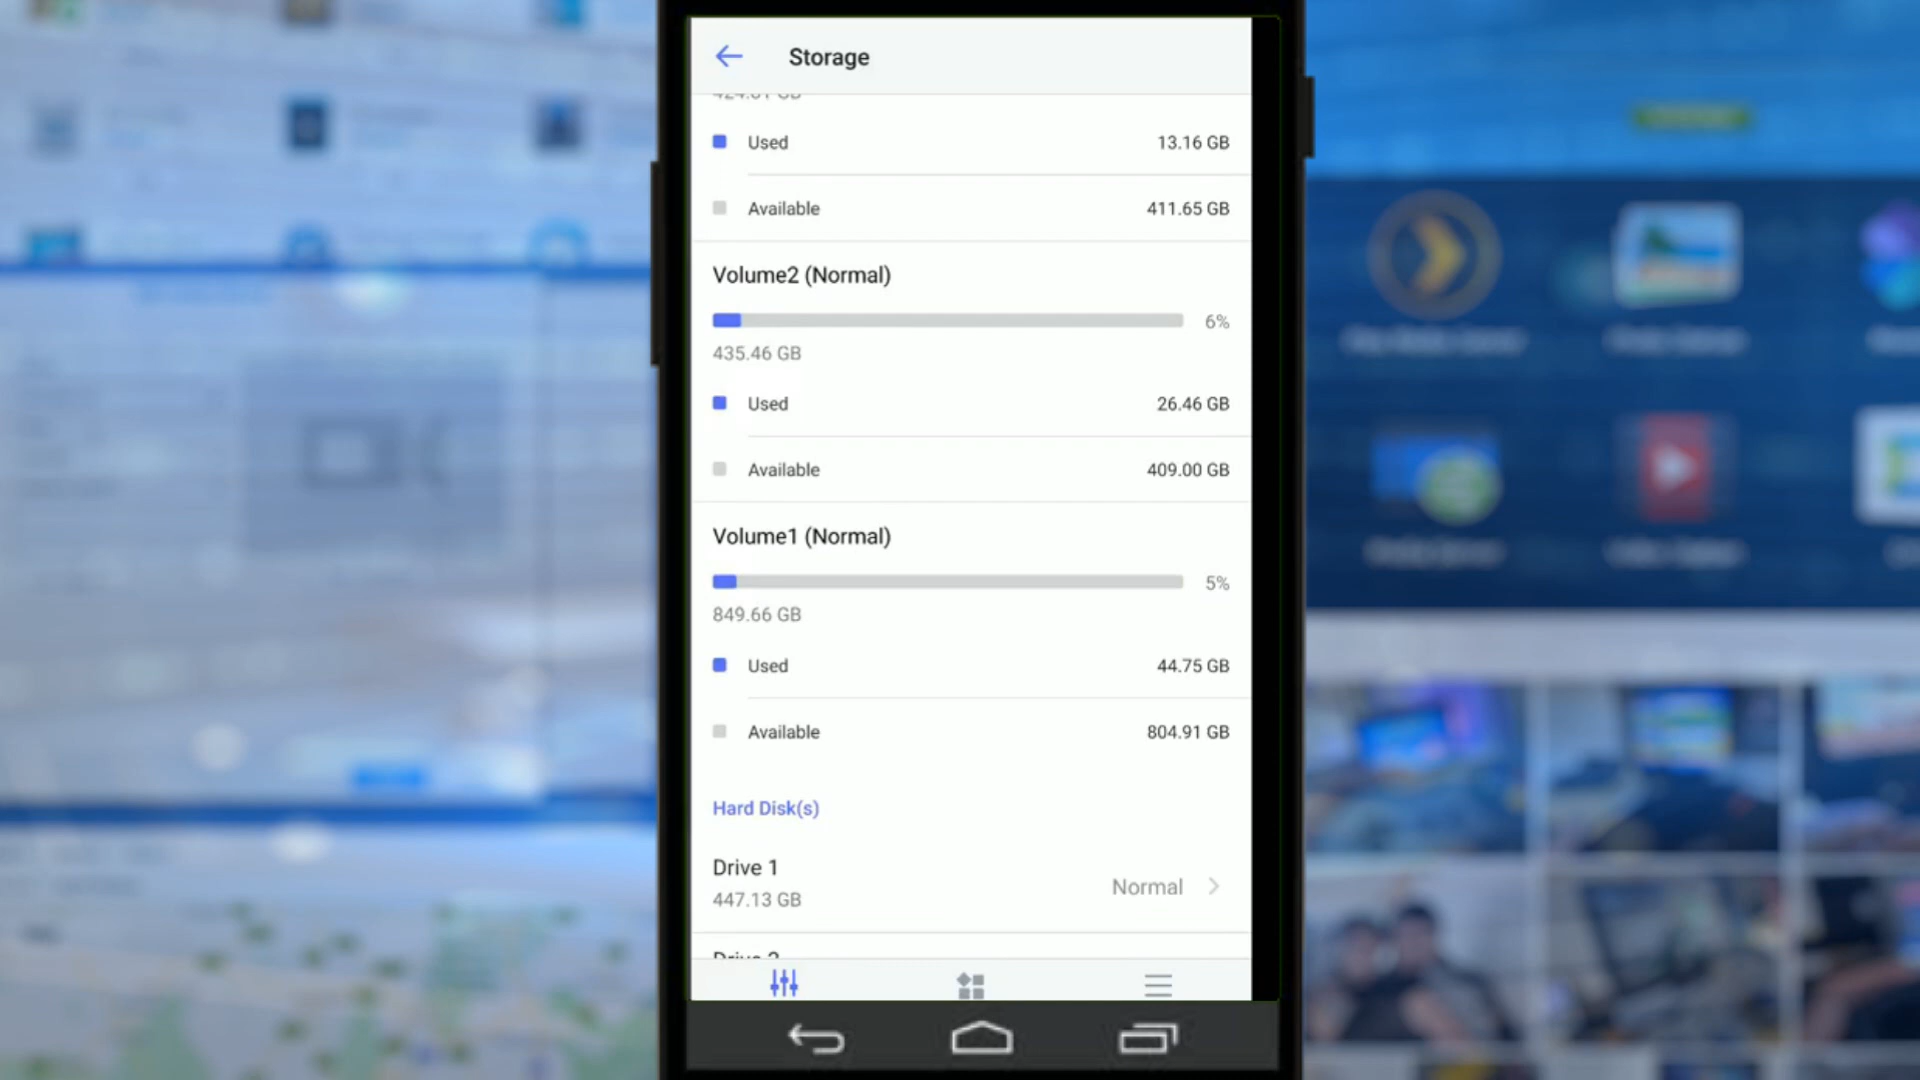 Storage
Used 13.16 GB
Available 411.65 GB
Volume2 (Normal)
6%
435.46 GB
Used 26.46 GB
Available 409.00 GB
Volume1 (Normal)
5%
849.66 GB
Used 44.75 GB
Available 804.91 GB
Hard Disk(s)
Drive 1
447.13 GB
Normal